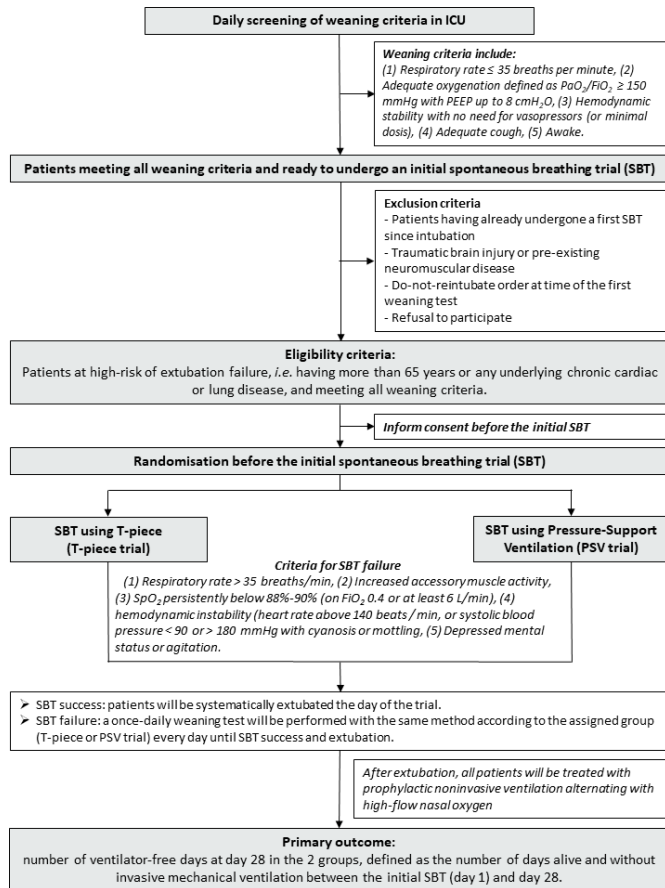 Daily screening of weaning criteria in ICU
Weaning criteria include:
(1) Respiratory rate ≤ 35 breaths per minute, (2)
Adequate oxygenation defined as PaO₂/FiO₂ ≥ 150
mmHg with PEEP up to 8 cmH₂O, (3) Hemodynamic
stability with no need for vasopressors (or minimal
dosis), (4) Adequate cough, (5) Awake.
Patients meeting all weaning criteria and ready to undergo an initial spontaneous breathing trial (SBT)
Exclusion criteria
- Patients having already undergone a first SBT
since intubation
- Traumatic brain injury or pre-existing
neuromuscular disease
- Do-not-reintubate order at time of the first
weaning test
- Refusal to participate
Eligibility criteria:
Patients at high-risk of extubation failure, i.e. having more than 65 years or any underlying chronic cardiac
or lung disease, and meeting all weaning criteria.
Inform consent before the initial SBT
Randomisation before the initial spontaneous breathing trial (SBT)
SBT using T-piece
(T-piece trial)
SBT using Pressure-Support
Ventilation (PSV trial)
Criteria for SBT failure
(1) Respiratory rate > 35 breaths/min, (2) Increased accessory muscle activity,
(3) SpO₂ persistently below 88%-90% (on FiO₂ 0.4 or at least 6 L/min), (4)
hemodynamic instability (heart rate above 140 beats / min, or systolic blood
pressure < 90 or > 180 mmHg with cyanosis or mottling, (5) Depressed mental
status or agitation.
➢ SBT success: patients will be systematically extubated the day of the trial.
➢ SBT failure: a once-daily weaning test will be performed with the same method according to the assigned group
(T-piece or PSV trial) every day until SBT success and extubation.
After extubation, all patients will be treated with
prophylactic noninvasive ventilation alternating with
high-flow nasal oxygen
Primary outcome:
number of ventilator-free days at day 28 in the 2 groups, defined as the number of days alive and without
invasive mechanical ventilation between the initial SBT (day 1) and day 28.